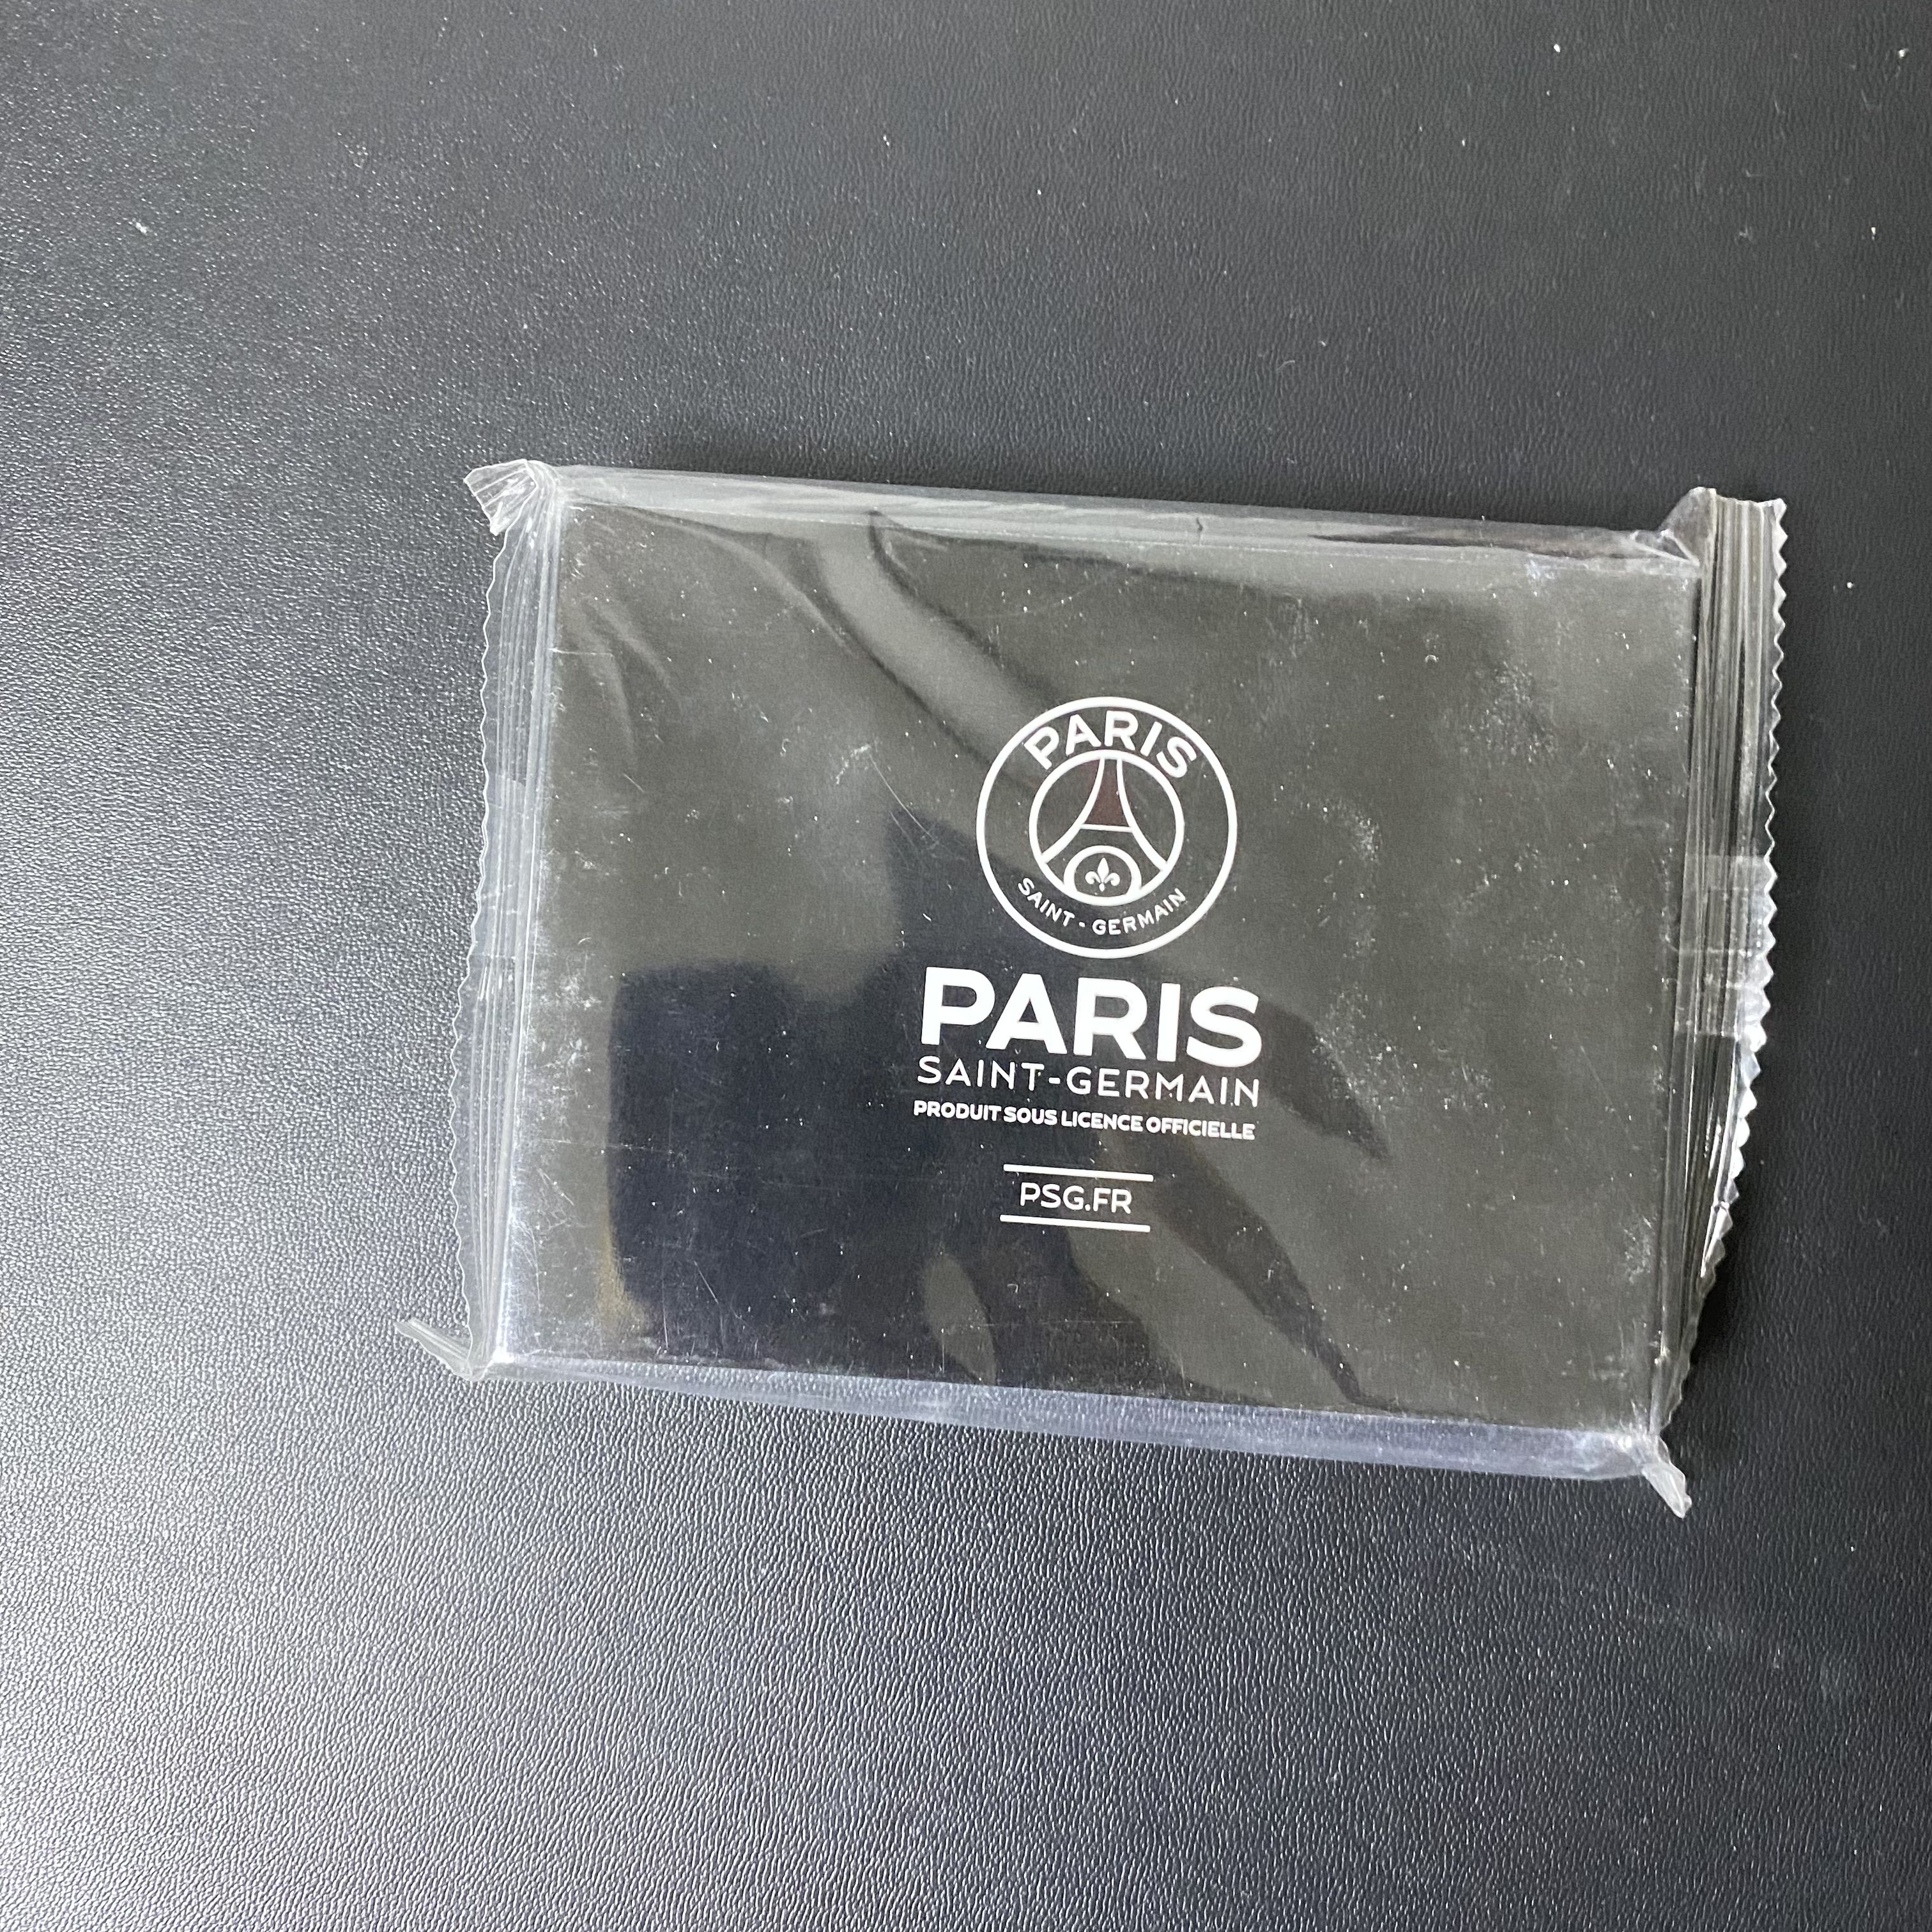 PARIS
SAINT - GERMAIN
PARIS
SAINT-GERMAIN
PRODUIT SOUS LICENCE OFFICIELLE
PSG.FR